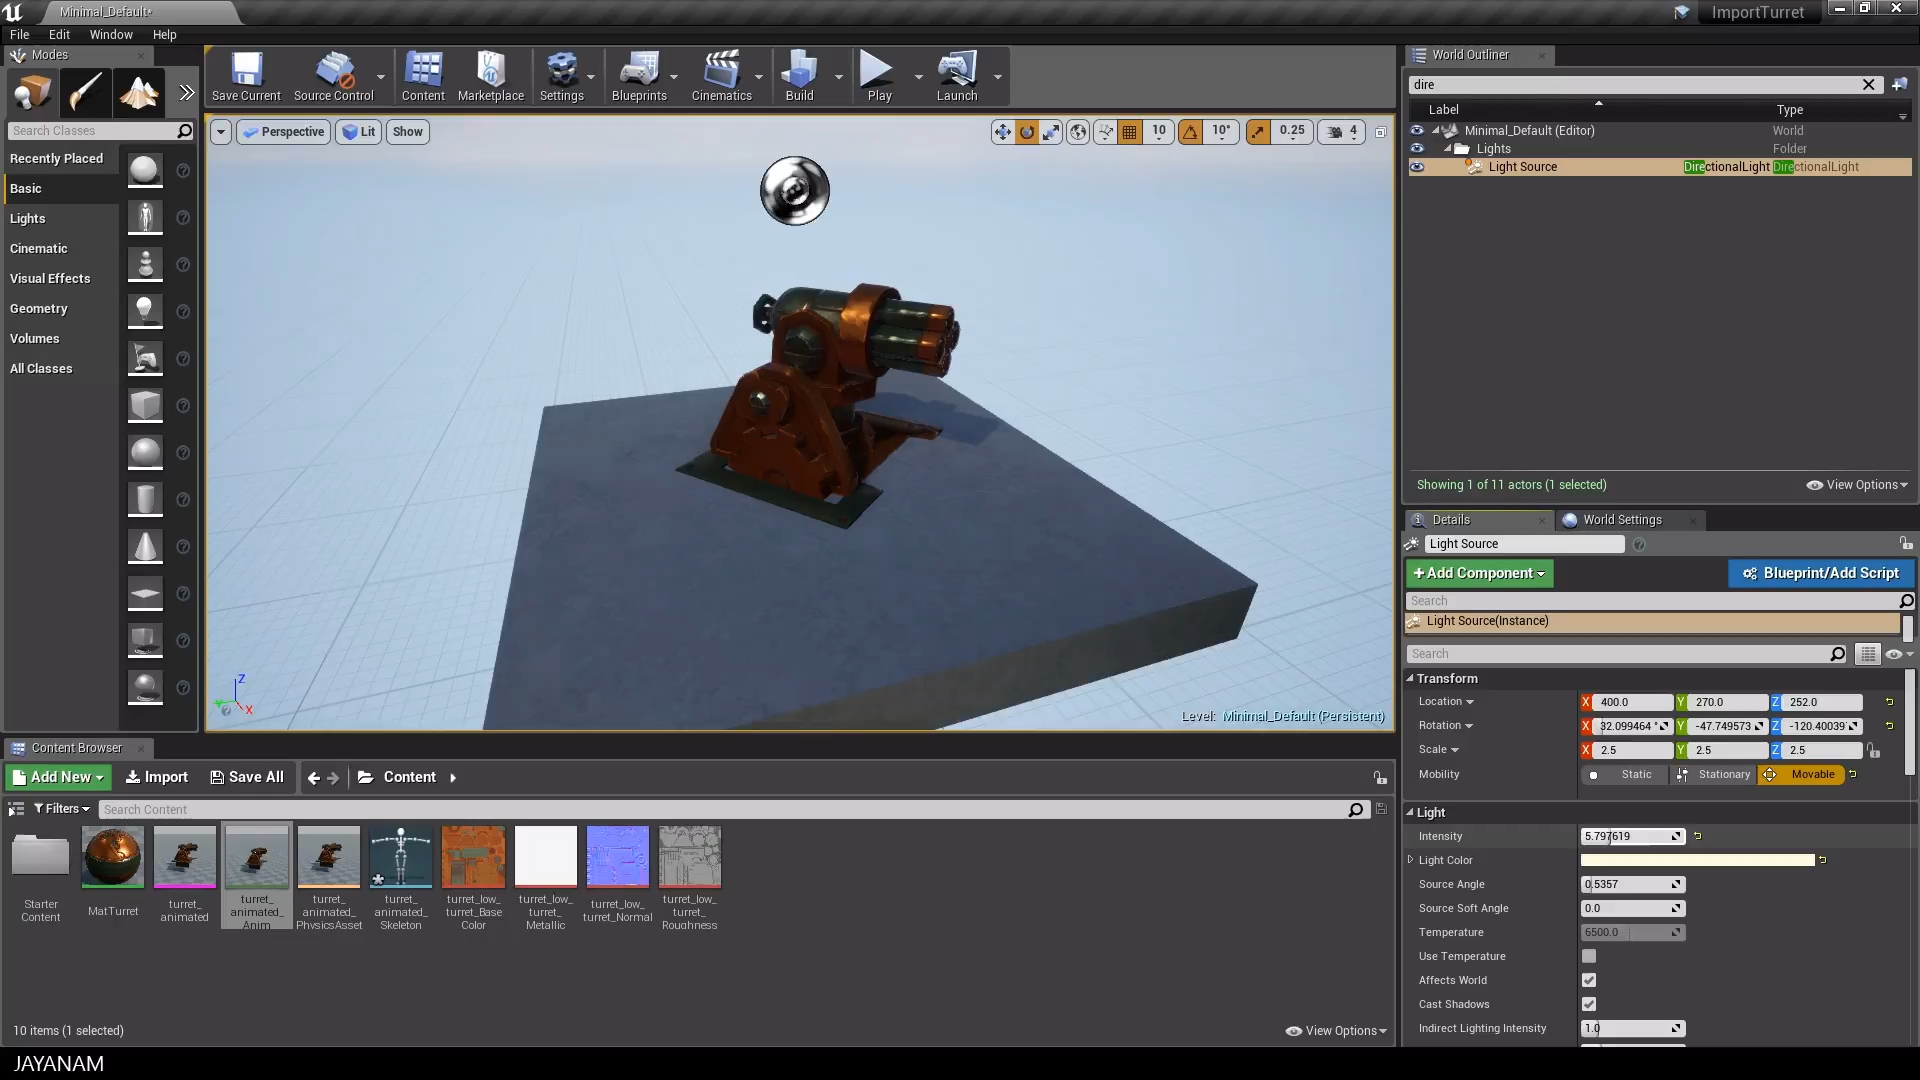 Minimal_Default*
ImportTurret
File Edit Window Help
Modes
Search Classes
Recently Placed
Basic
Lights
Cinematic
Visual Effects
Geometry
Volumes
All Classes
Save Current Source Control Content Marketplace Settings Blueprints Cinematics Build Play Launch
Perspective Lit Show
10 10° 0.25 4
Level: Minimal_Default (Persistent)
Z
X
World Outliner
dire
Label Type
Minimal_Default (Editor) World
Lights Folder
Light Source DirectionalLight DirectionalLight
Showing 1 of 11 actors (1 selected)
View Options
Details World Settings
Light Source
+Add Component Blueprint/Add Script
Search
Light Source(Instance)
Search
Transform
Location X 400.0 Y 270.0 Z 252.0
Rotation X 32.099464 ° Y -47.749573 Z -120.40039
Scale X 2.5 Y 2.5 Z 2.5
Mobility Static Stationary Movable
Light
Intensity 5.797619
Light Color
Source Angle 0.5357
Source Soft Angle 0.0
Temperature 6500.0
Use Temperature
Affects World
Cast Shadows
Indirect Lighting Intensity 1.0
Content Browser
Add New Import Save All Content
Filters Search Content
Starter Content
MatTurret
turret_animated
turret_animated_Anim
turret_animated_PhysicsAsset
turret_animated_Skeleton
turret_low_turret_Base Color
turret_low_turret_Metallic
turret_low_turret_Normal
turret_low_turret_Roughness
10 items (1 selected)
View Options
JAYANAM